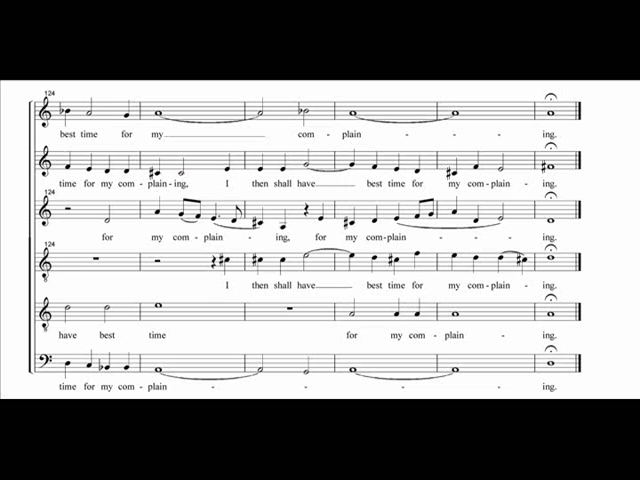 124
best time for my com - plain - - - ing.
time for my com - plain - ing, I then shall have best time for my com - plain - ing.
124
for my com - plain - ing, for my com - plain - ing.
124
I then shall have best time for my com - plain - ing.
have best time for my com - plain - ing.
time for my com - plain - - - - ing.